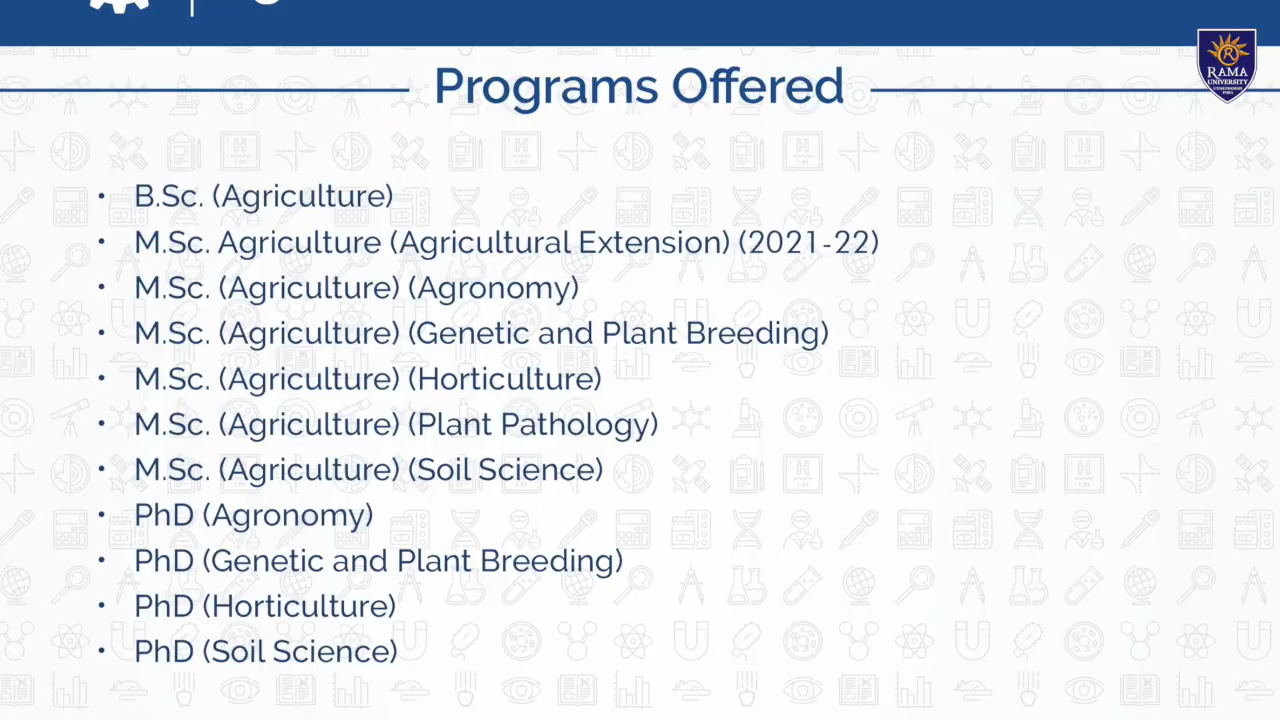 Programs Offered
RAMA
UNIVERSITY
• B.Sc. (Agriculture)
• M.Sc. Agriculture (Agricultural Extension) (2021-22)
• M.Sc. (Agriculture) (Agronomy)
• M.Sc. (Agriculture) (Genetic and Plant Breeding)
• M.Sc. (Agriculture) (Horticulture)
• M.Sc. (Agriculture) (Plant Pathology)
• M.Sc. (Agriculture) (Soil Science)
• PhD (Agronomy)
• PhD (Genetic and Plant Breeding)
• PhD (Horticulture)
• PhD (Soil Science)